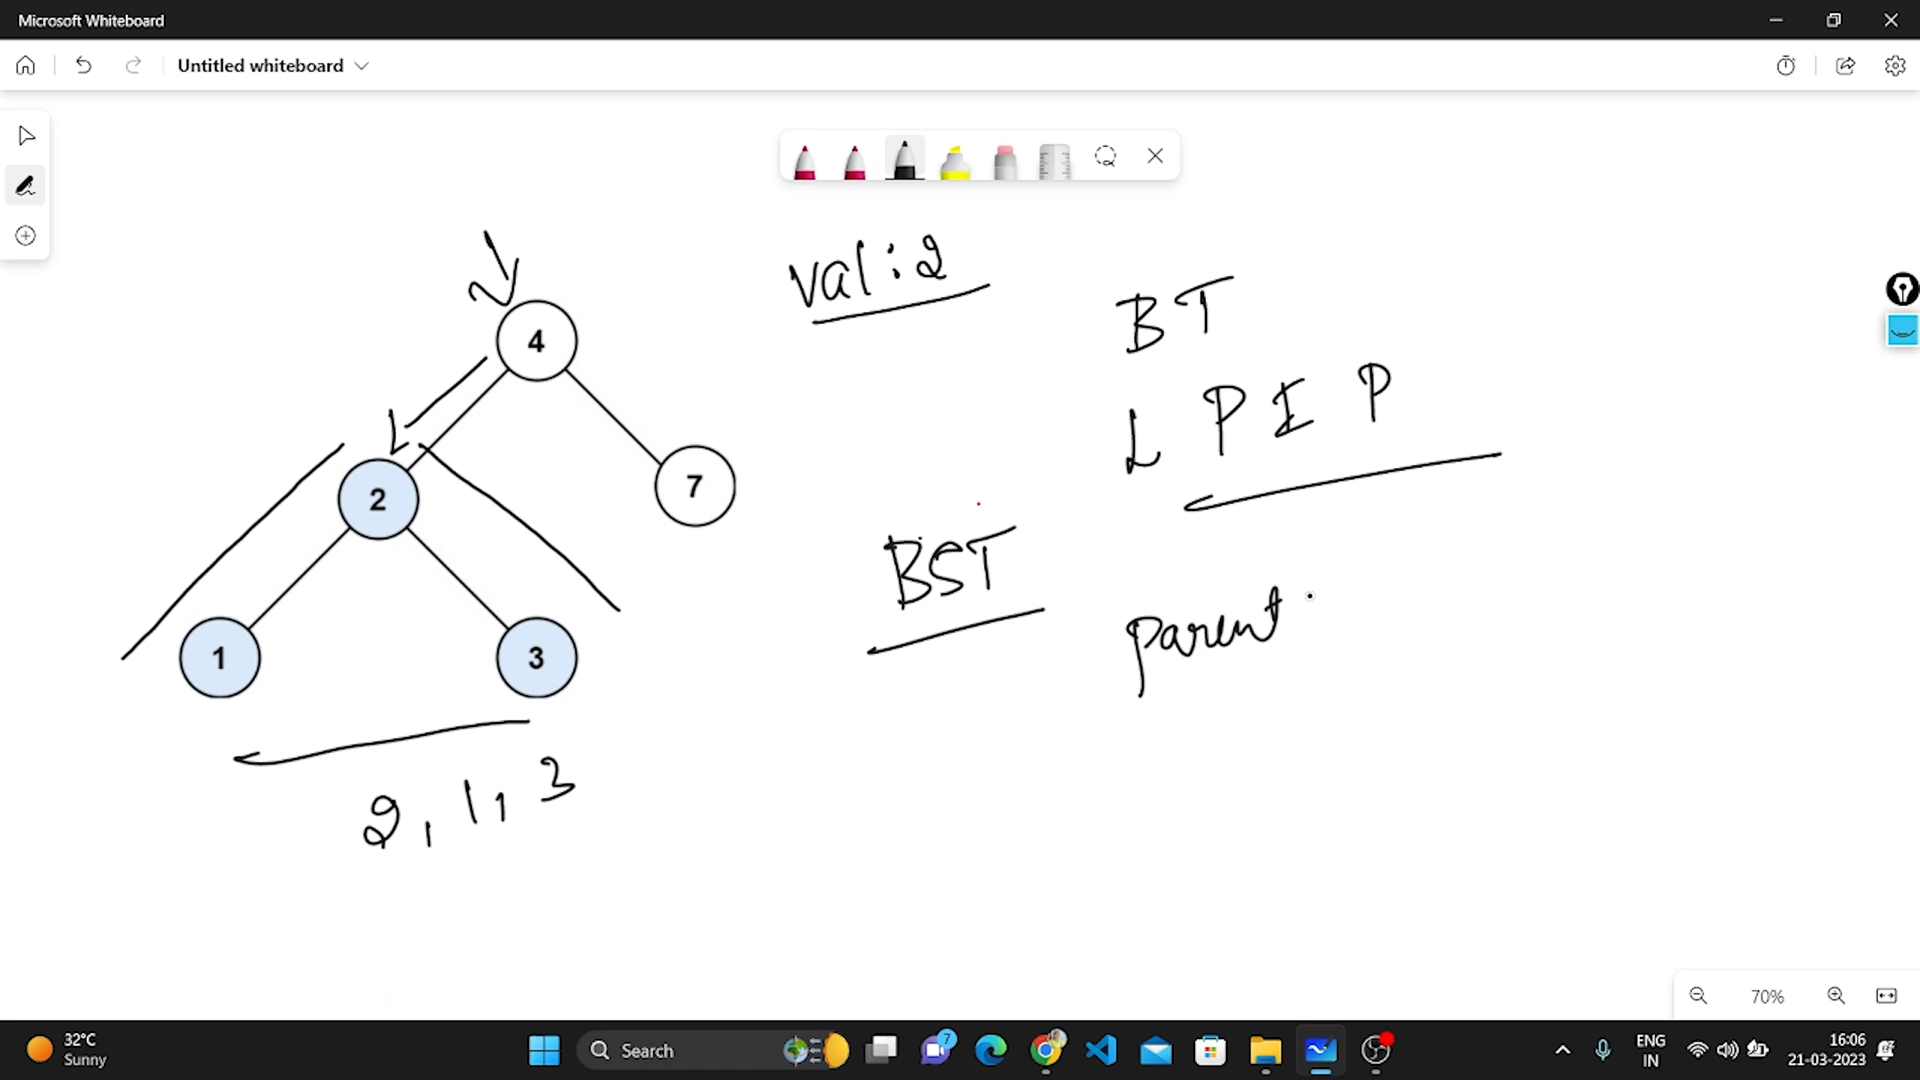 Microsoft Whiteboard
Untitled whiteboard
val : 2
BT
L P I P
4
2
7
BST
parent
1
3
2, 1, 3
70%
32°C
Sunny
Search
7
ENG
IN
16:06
21-03-2023